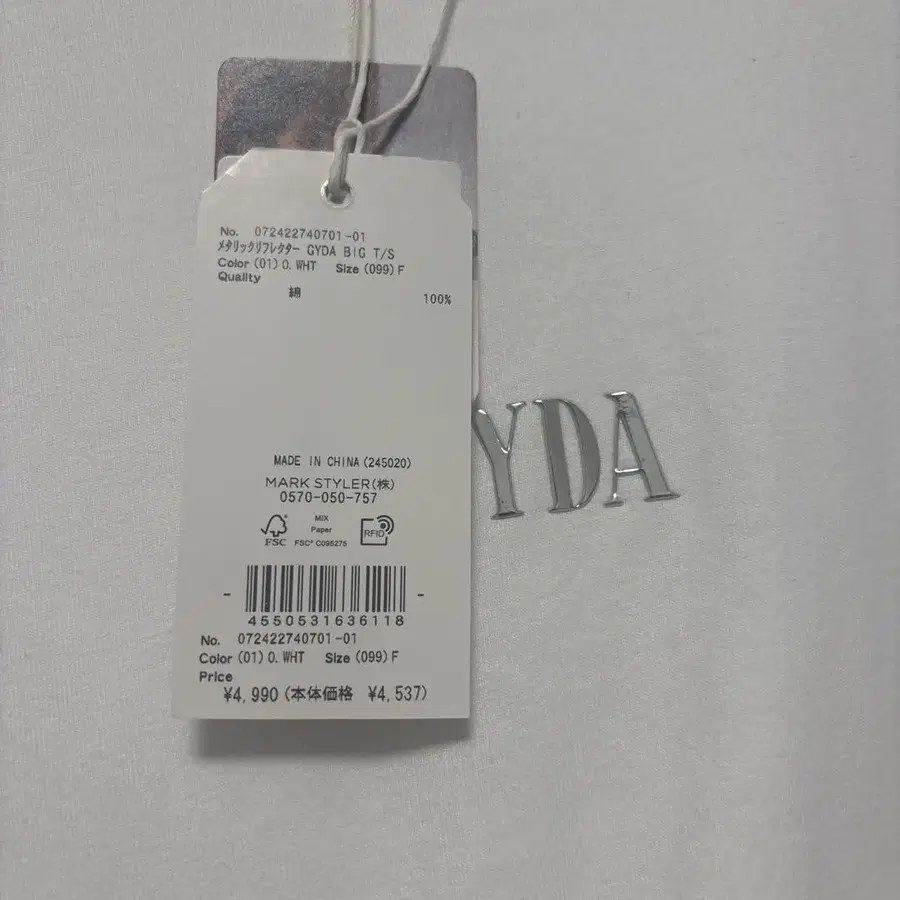 No. 072422740701-01
ﾒﾀﾘｯｸﾘﾌﾚｸﾀｰ GYDA BIG T/S
Color (01) O. WHT Size (099) F
Quality
綿 100%
YDA
MADE IN CHINA (245020)
MARK STYLER(株)
0570-050-757
FSC
MIX
Paper
FSC® C095275
RFID
- 4550531636118 -
No. 072422740701-01
Color (01) O. WHT Size (099) F
Price
¥4,990 (本体価格 ¥4,537)